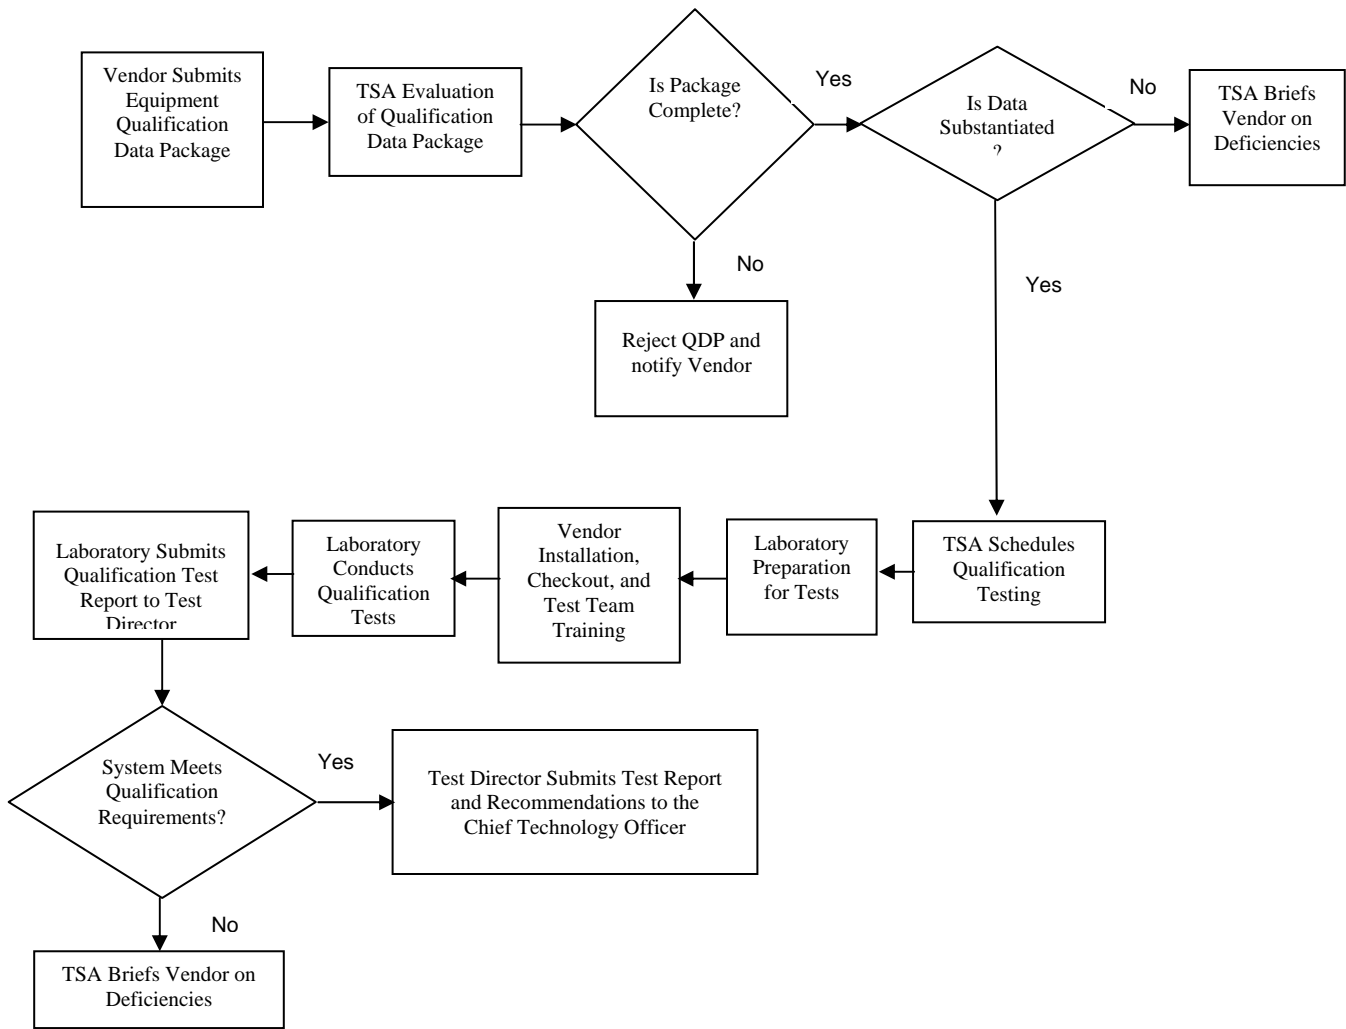 Vendor Submits
Equipment
Qualification
Data Package
TSA Evaluation
of Qualification
Data Package
Is Package
Complete?
Yes
Is Data
Substantiated
?
No
TSA Briefs
Vendor on
Deficiencies
No
Reject QDP and
notify Vendor
Yes
Laboratory Submits
Qualification Test
Report to Test
Director
Laboratory
Conducts
Qualification
Tests
Vendor
Installation,
Checkout, and
Test Team
Training
Laboratory
Preparation
for Tests
TSA Schedules
Qualification
Testing
System Meets
Qualification
Requirements?
Yes
Test Director Submits Test Report
and Recommendations to the
Chief Technology Officer
No
TSA Briefs Vendor on
Deficiencies